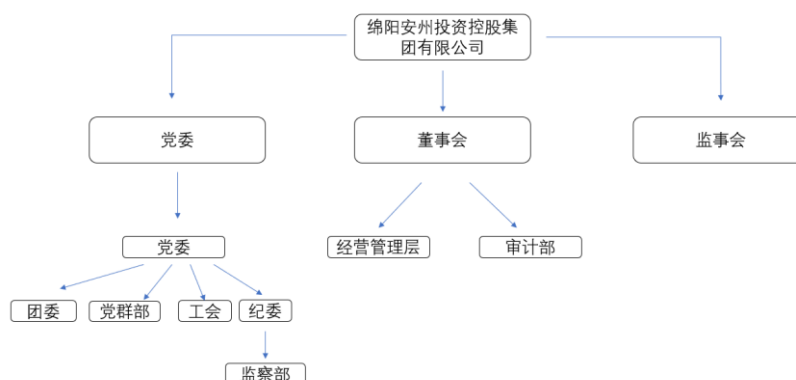 绵阳安州投资控股集
团有限公司
党委
董事会
监事会
党委
经营管理层
审计部
团委
党群部
工会
纪委
监察部